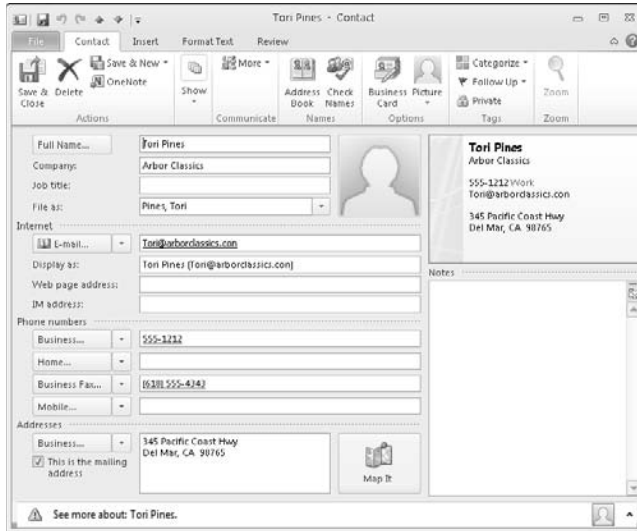 Tori Pines - Contact
File Contact Insert Format Text Review
Save & Close
Delete
Save & New
OneNote
Actions
Show
More
Communicate
Address Book
Check Names
Names
Business Card
Picture
Options
Categorize
Follow Up
Private
Tags
Zoom
Zoom
Full Name... Tori Pines
Company: Arbor Classics
Job title:
File as: Pines, Tori
Internet
E-mail... Tori@arborclassics.con
Display as: Tori Pines (Tori@arborclassics.con)
Web page address:
IM address:
Phone numbers
Business... 555-1212
Home...
Business Fax... (618) 555-4343
Mobile...
Addresses
Business... 345 Pacific Coast Hwy
Del Mar, CA 98765
This is the mailing
address
Map It
Tori Pines
Arbor Classics
555-1212 Work
Tori@arborclassics.con
345 Pacific Coast Hwy
Del Mar, CA 98765
Notes
See more about: Tori Pines.